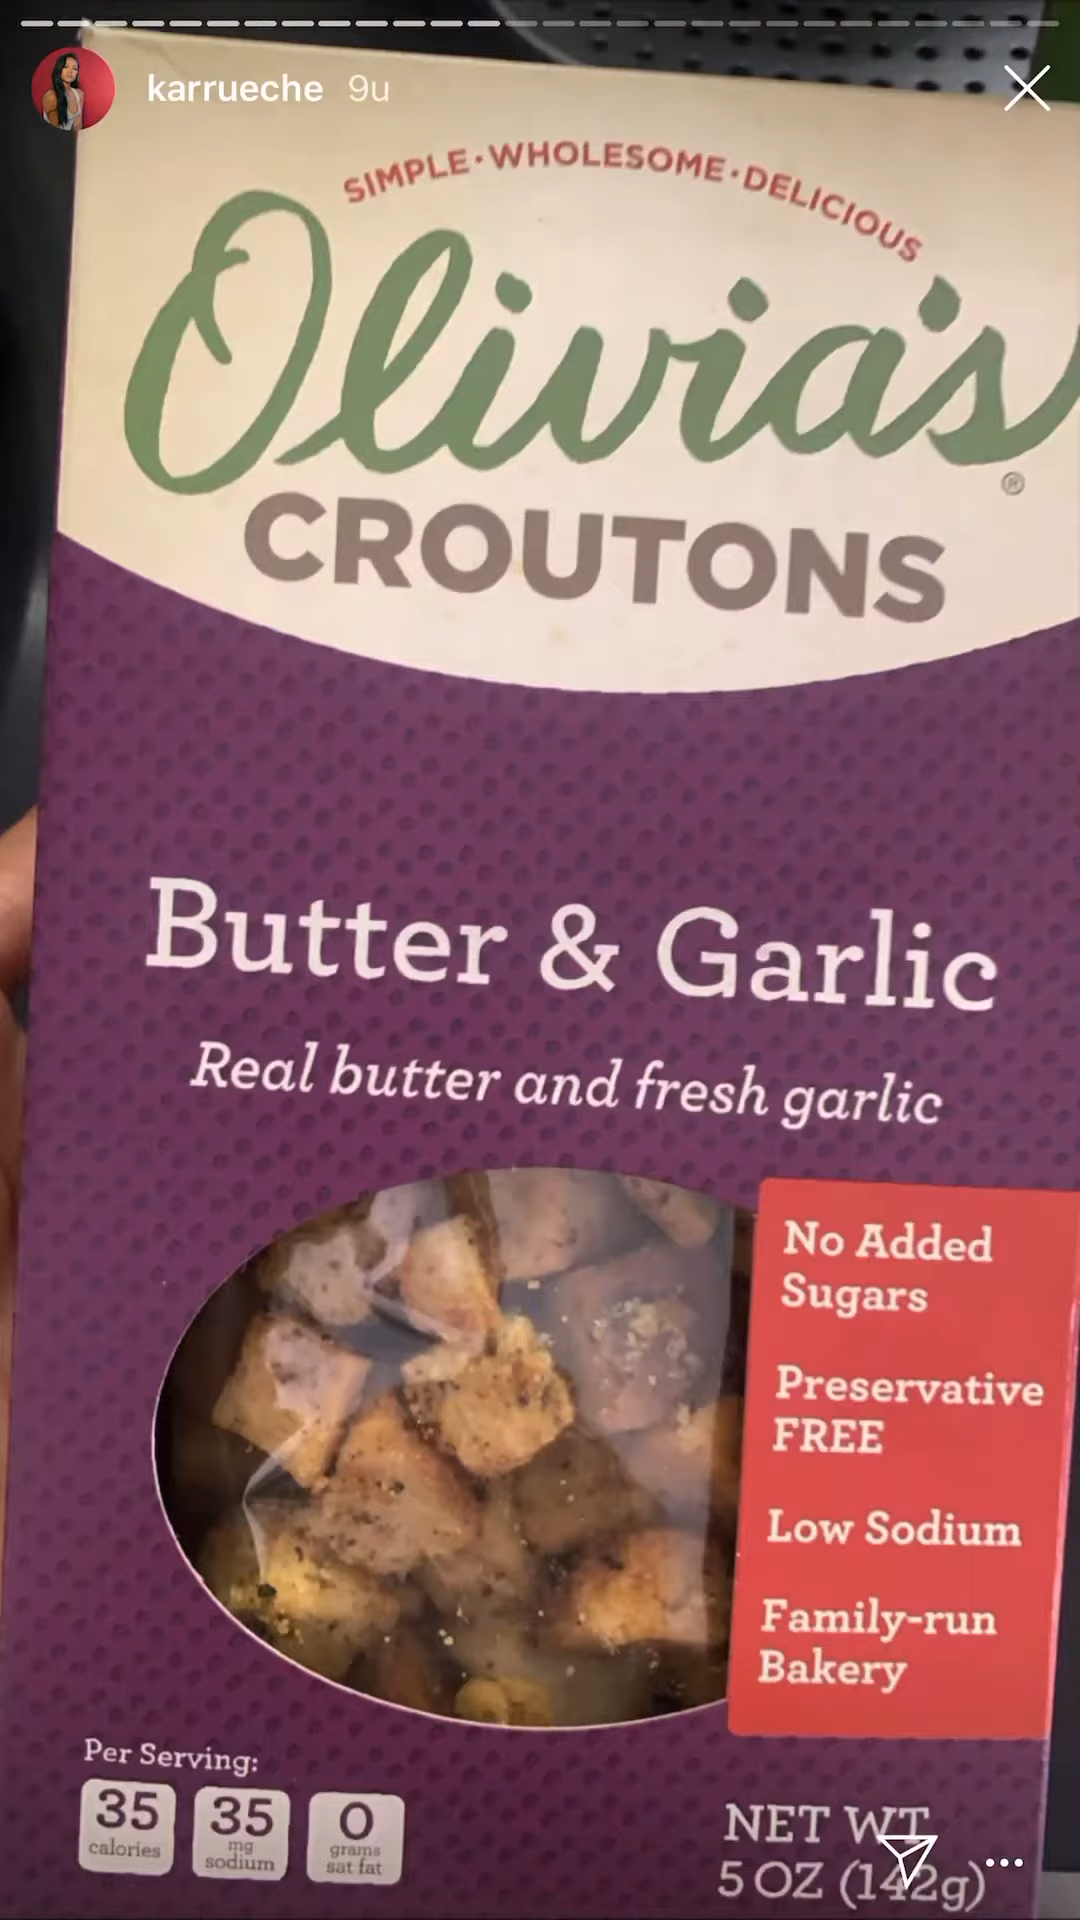 karrueche 9u
SIMPLE·WHOLESOME·DELICIOUS
Olivia's
®
CROUTONS
Butter & Garlic
Real butter and fresh garlic
No Added
Sugars
Preservative
FREE
Low Sodium
Family-run
Bakery
Per Serving:
35
calories
35
mg
sodium
0
grams
sat fat
NET WT
5 OZ (142g)